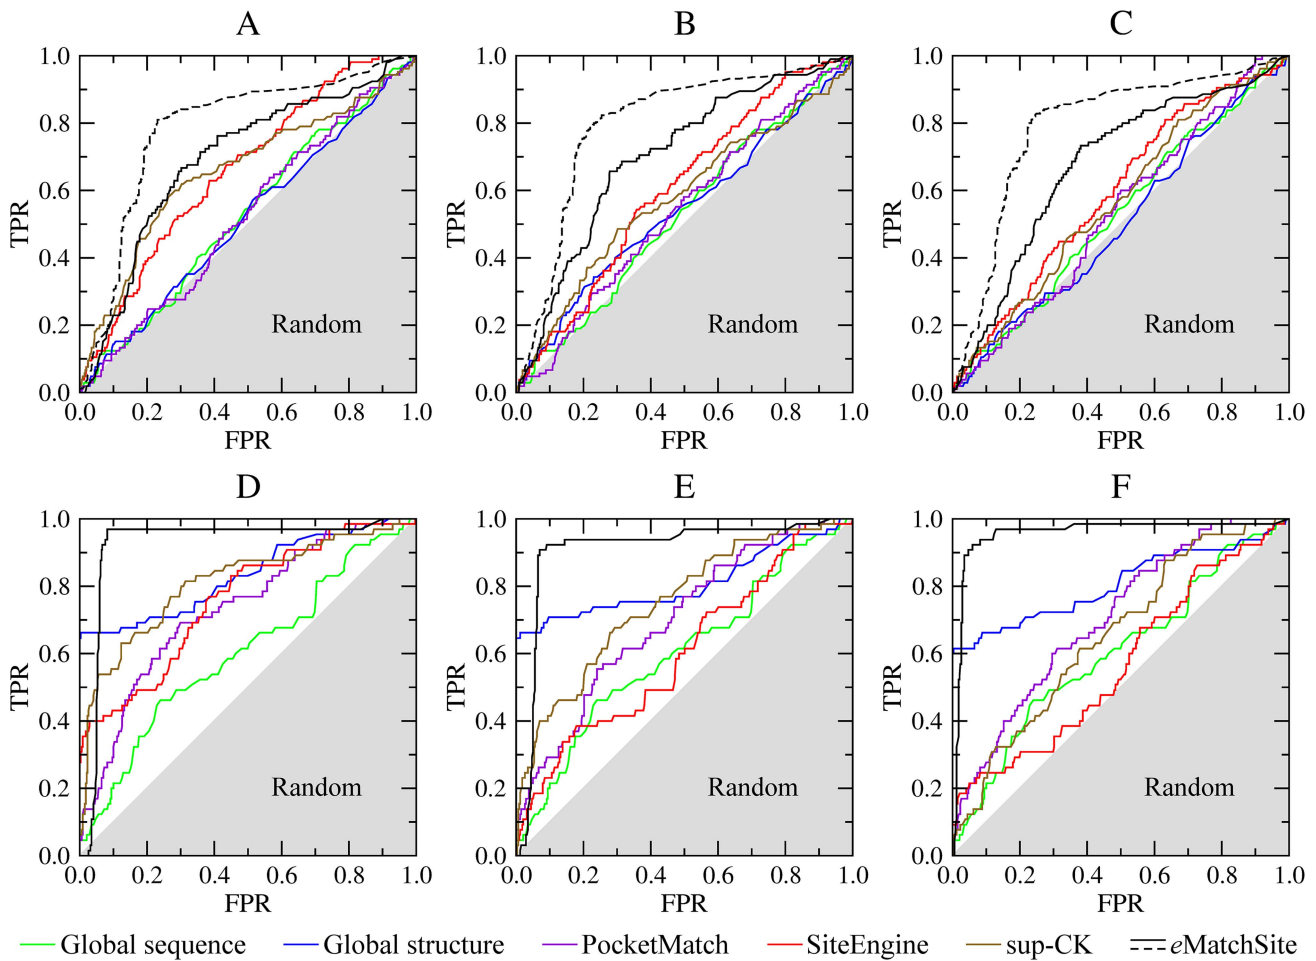 A B C
1.0 1.0 1.0
0.8 0.8 0.8
0.6 0.6 0.6
TPR TPR TPR
0.4 0.4 0.4
0.2 Random 0.2 Random 0.2 Random
0.0 0.0 0.0
0.0 0.2 0.4 0.6 0.8 1.0 0.0 0.2 0.4 0.6 0.8 1.0 0.0 0.2 0.4 0.6 0.8 1.0
FPR FPR FPR
D E F
1.0 1.0 1.0
0.8 0.8 0.8
0.6 0.6 0.6
TPR TPR TPR
0.4 0.4 0.4
0.2 Random 0.2 Random 0.2 Random
0.0 0.0 0.0
0.0 0.2 0.4 0.6 0.8 1.0 0.0 0.2 0.4 0.6 0.8 1.0 0.0 0.2 0.4 0.6 0.8 1.0
FPR FPR FPR
Global sequence Global structure PocketMatch SiteEngine sup-CK eMatchSite